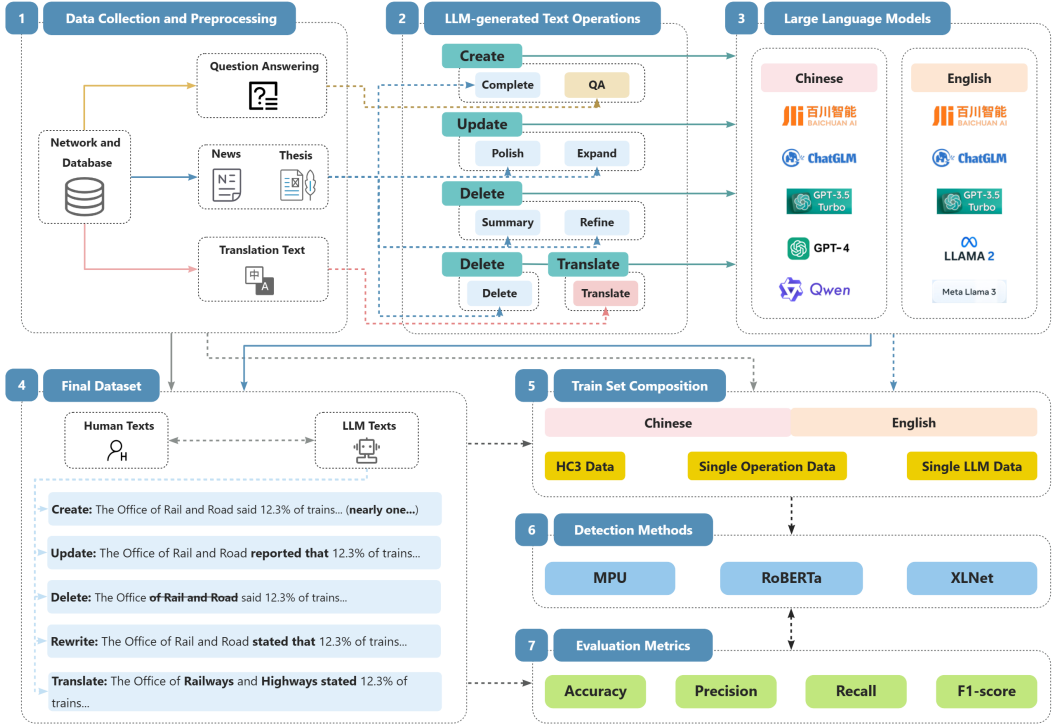 1
Data Collection and Preprocessing
Network and
Database
Question Answering
News
Thesis
Translation Text
中
A
2
LLM-generated Text Operations
Create
Complete
QA
Update
Polish
Expand
Delete
Summary
Refine
Delete
Translate
Delete
Translate
3
Large Language Models
Chinese
English
百川智能
BAICHUAN AI
百川智能
BAICHUAN AI
ChatGLM
ChatGLM
GPT-3.5
Turbo
GPT-3.5
Turbo
GPT-4
LLAMA 2
Qwen
Meta Llama 3
4
Final Dataset
Human Texts
H
LLM Texts
Create: The Office of Rail and Road said 12.3% of trains... (nearly one...)
Update: The Office of Rail and Road reported that 12.3% of trains...
Delete: The Office of Rail and Road said 12.3% of trains...
Rewrite: The Office of Rail and Road stated that 12.3% of trains...
Translate: The Office of Railways and Highways stated 12.3% of
trains...
5
Train Set Composition
Chinese
English
HC3 Data
Single Operation Data
Single LLM Data
6
Detection Methods
MPU
RoBERTa
XLNet
7
Evaluation Metrics
Accuracy
Precision
Recall
F1-score